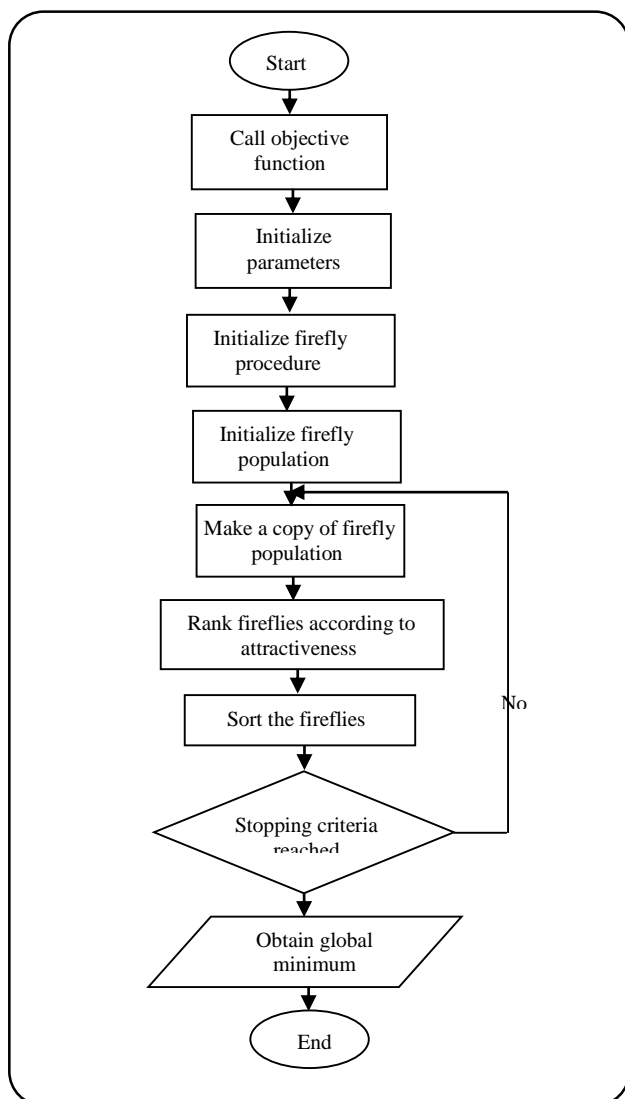 Start
Call objective
function
Initialize
parameters
Initialize firefly
procedure
Initialize firefly
population
Make a copy of firefly
population
Rank fireflies according to
attractiveness
Sort the fireflies
No
Stopping criteria
reached
Obtain global
minimum
End